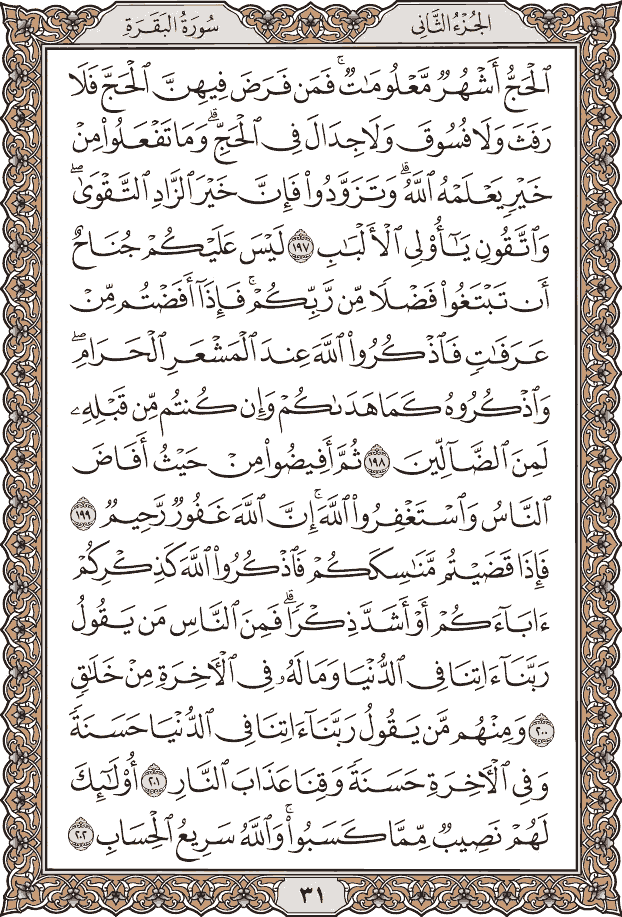 الجُزْءُ الثَّانِي
سُورَةُ البَقَرَةِ
ٱلْحَجُّ أَشْهُرٌ مَّعْلُومَٰتٌ ۚ فَمَن فَرَضَ فِيهِنَّ ٱلْحَجَّ فَلَا
رَفَثَ وَلَا فُسُوقَ وَلَا جِدَالَ فِى ٱلْحَجِّ ۗ وَمَا تَفْعَلُوا۟ مِنْ
خَيْرٍ يَعْلَمْهُ ٱللَّهُ ۗ وَتَزَوَّدُوا۟ فَإِنَّ خَيْرَ ٱلزَّادِ ٱلتَّقْوَىٰ ۖ
وَٱتَّقُونِ يَٰٓأُو۟لِى ٱلْأَلْبَٰبِ ١٩٧ لَيْسَ عَلَيْكُمْ جُنَاحٌ
أَن تَبْتَغُوا۟ فَضْلًا مِّن رَّبِّكُمْ ۚ فَإِذَآ أَفَضْتُم مِّنْ
عَرَفَٰتٍ فَٱذْكُرُوا۟ ٱللَّهَ عِندَ ٱلْمَشْعَرِ ٱلْحَرَامِ ۖ
وَٱذْكُرُوهُ كَمَا هَدَىٰكُمْ وَإِن كُنتُم مِّن قَبْلِهِۦ
لَمِنَ ٱلضَّآلِّينَ ١٩٨ ثُمَّ أَفِيضُوا۟ مِنْ حَيْثُ أَفَاضَ
ٱلنَّاسُ وَٱسْتَغْفِرُوا۟ ٱللَّهَ ۚ إِنَّ ٱللَّهَ غَفُورٌ رَّحِيمٌ ١٩٩
فَإِذَا قَضَيْتُم مَّنَٰسِكَكُمْ فَٱذْكُرُوا۟ ٱللَّهَ كَذِكْرِكُمْ
ءَابَآءَكُمْ أَوْ أَشَدَّ ذِكْرًا ۗ فَمِنَ ٱلنَّاسِ مَن يَقُولُ
رَبَّنَآ ءَاتِنَا فِى ٱلدُّنْيَا وَمَا لَهُۥ فِى ٱلْءَاخِرَةِ مِنْ خَلَٰقٍ
٢٠٠ وَمِنْهُم مَّن يَقُولُ رَبَّنَآ ءَاتِنَا فِى ٱلدُّنْيَا حَسَنَةً
وَفِى ٱلْءَاخِرَةِ حَسَنَةً وَقِنَا عَذَابَ ٱلنَّارِ ٢٠١ أُو۟لَٰٓئِكَ
لَهُمْ نَصِيبٌ مِّمَّا كَسَبُوا۟ ۚ وَٱللَّهُ سَرِيعُ ٱلْحِسَابِ ٢٠٢
٣١